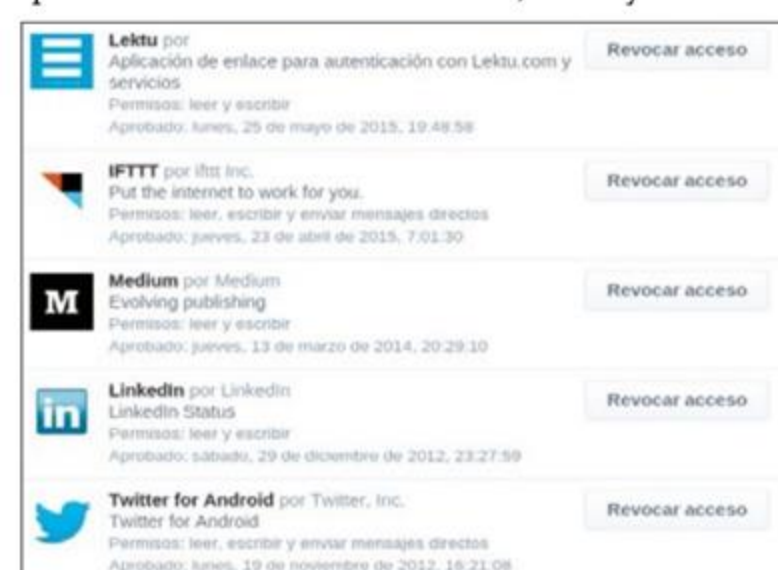 Lektu por
Aplicación de enlace para autenticación con Lektu.com y
servicios
Permisos: leer y escribir
Aprobado: lunes, 25 de mayo de 2015, 19:48:58
Revocar acceso
IFTTT por ifttt Inc.
Put the internet to work for you.
Permisos: leer, escribir y enviar mensajes directos
Aprobado: jueves, 23 de abril de 2015, 7:01:30
Revocar acceso
M
Medium por Medium
Evolving publishing
Permisos: leer y escribir
Aprobado: jueves, 13 de marzo de 2014, 20:29:10
Revocar acceso
in
LinkedIn por LinkedIn
LinkedIn Status
Permisos: leer y escribir
Aprobado: sábado, 29 de diciembre de 2012, 23:27:59
Revocar acceso
Twitter for Android por Twitter, Inc.
Twitter for Android
Permisos: leer, escribir y enviar mensajes directos
Aprobado: lunes, 19 de noviembre de 2012, 16:21:08
Revocar acceso